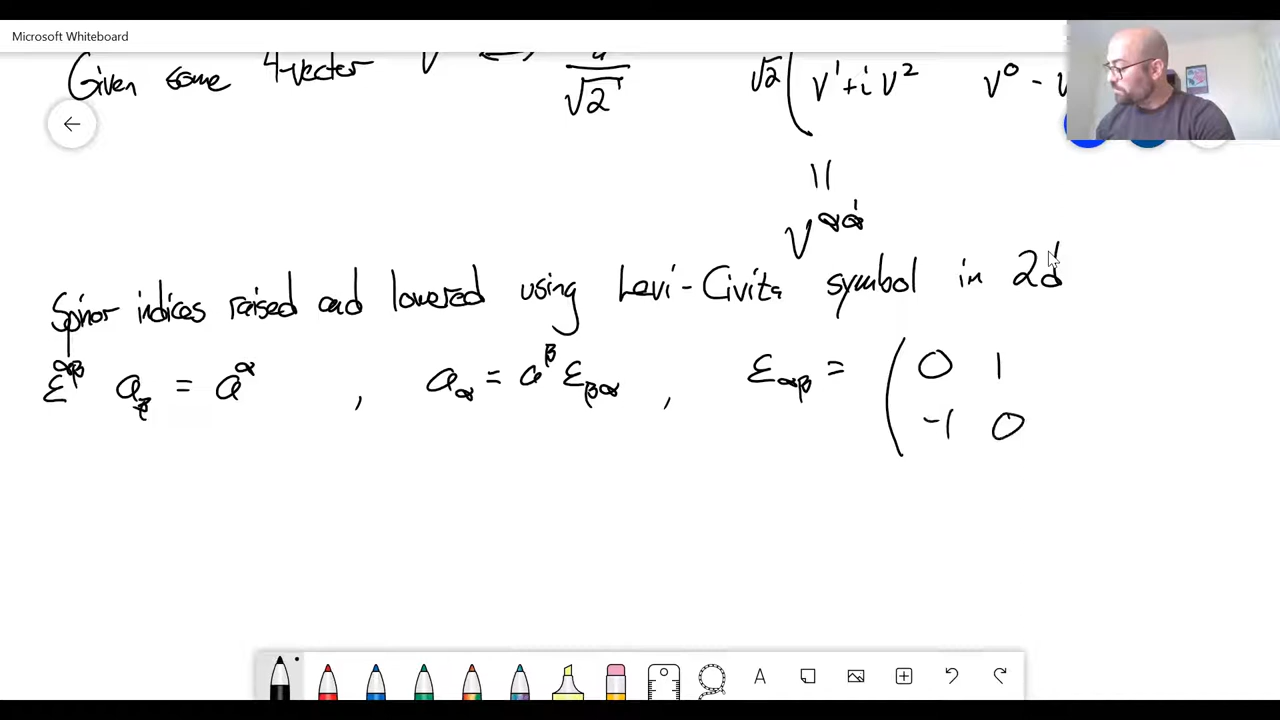 Microsoft Whiteboard
Given some 4-vector V
√2
√2 ( V¹ + i V² V⁰ -
||
V^{αα̇}
Spinor indices raised and lowered using Levi-Civita symbol in 2d
ε^{αβ} a_β = a^α , a_α = a^β ε_{βα} , ε_{αβ} = ( 0 1
-1 0
A